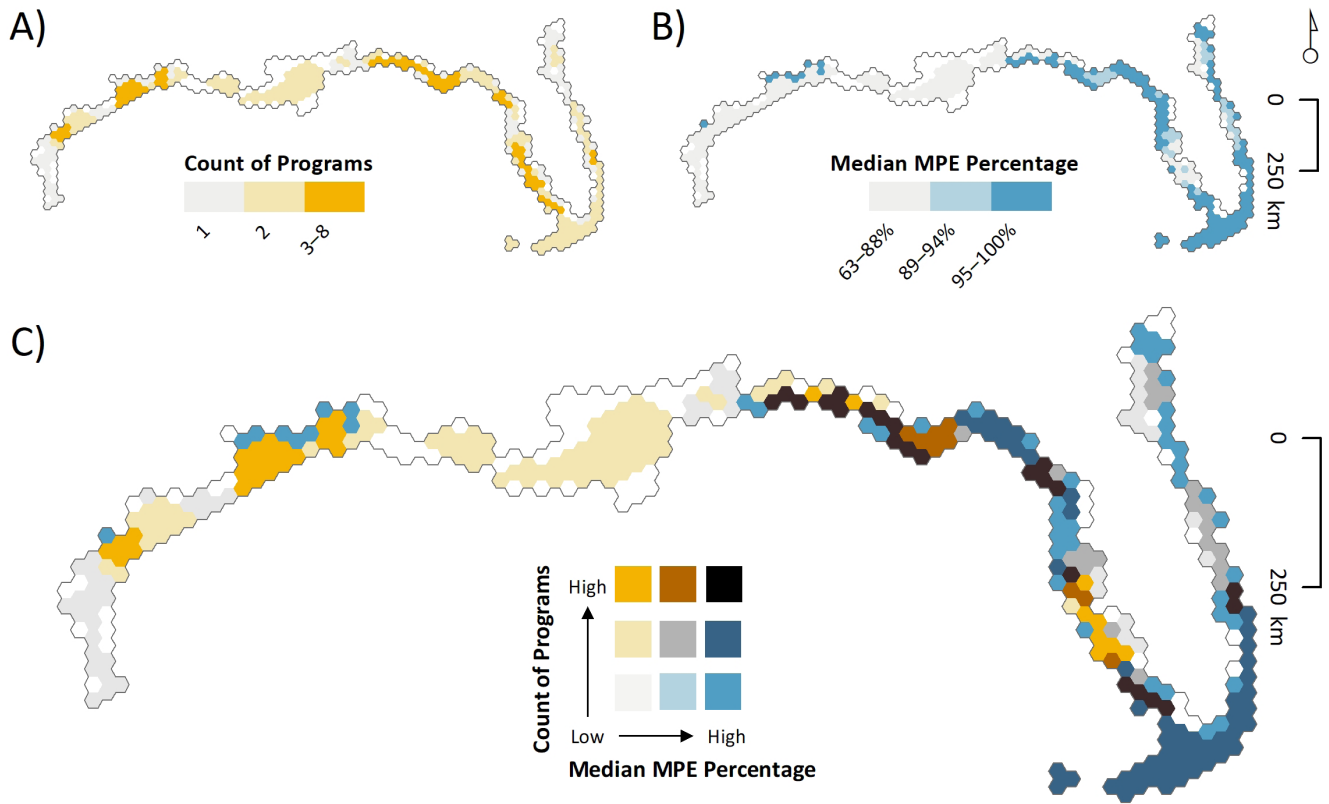 A)
B)
Count of Programs
1
2
3–8
Median MPE Percentage
63–88%
89–94%
95–100%
0
250 km
C)
0
250 km
Count of Programs
High
Low
High
Median MPE Percentage